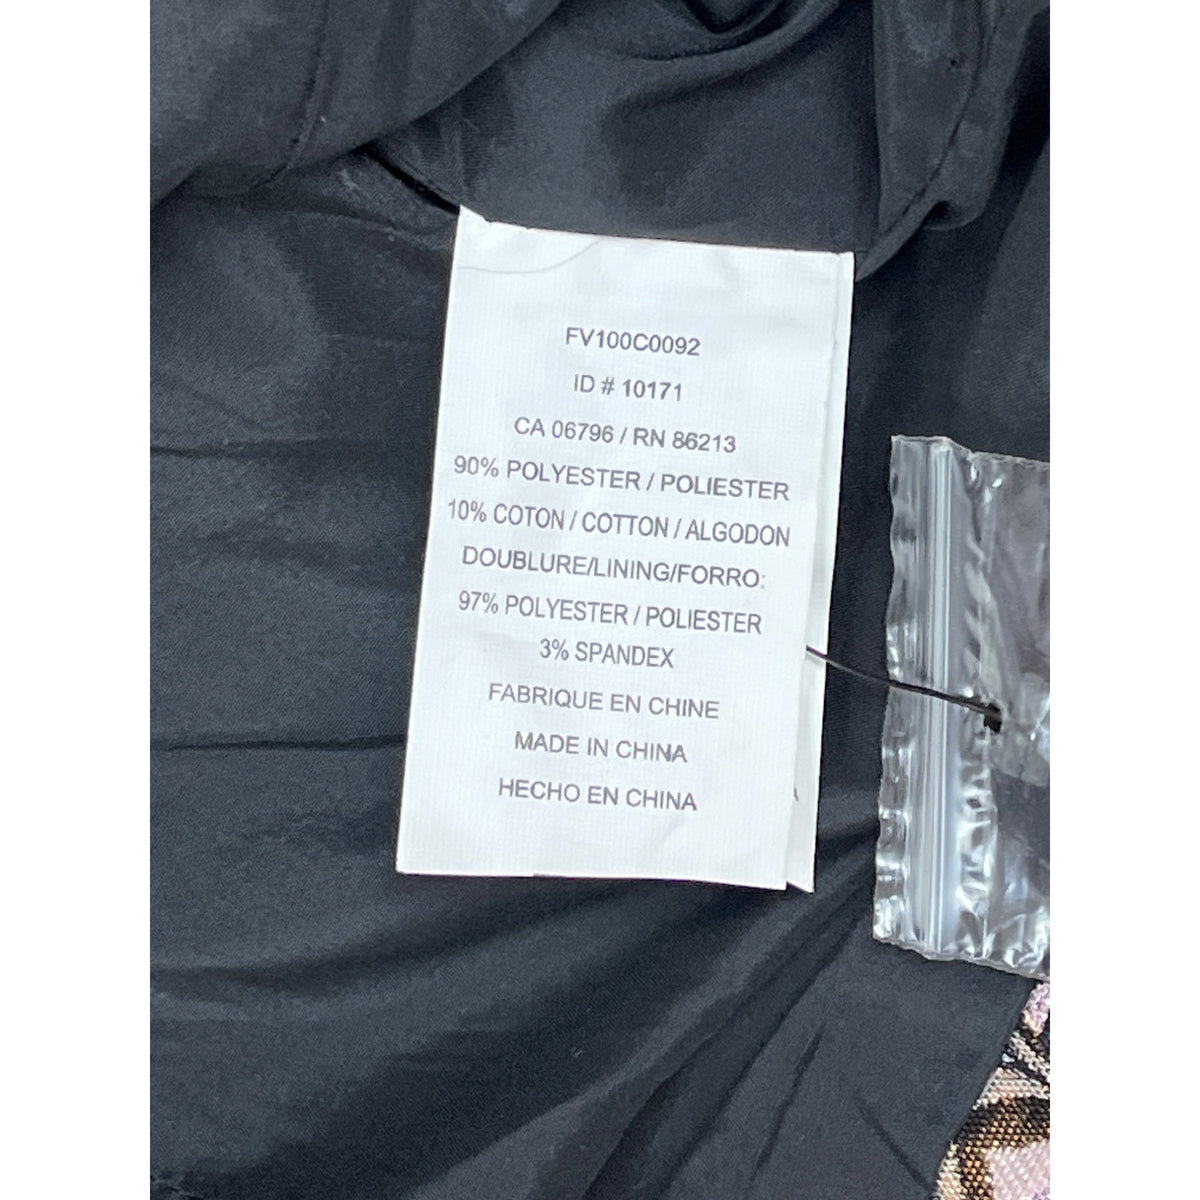 FV100C0092
ID # 10171
CA 06796 / RN 86213
90% POLYESTER / POLIESTER
10% COTON / COTTON / ALGODON
DOUBLURE/LINING/FORRO:
97% POLYESTER / POLIESTER
3% SPANDEX
FABRIQUE EN CHINE
MADE IN CHINA
HECHO EN CHINA